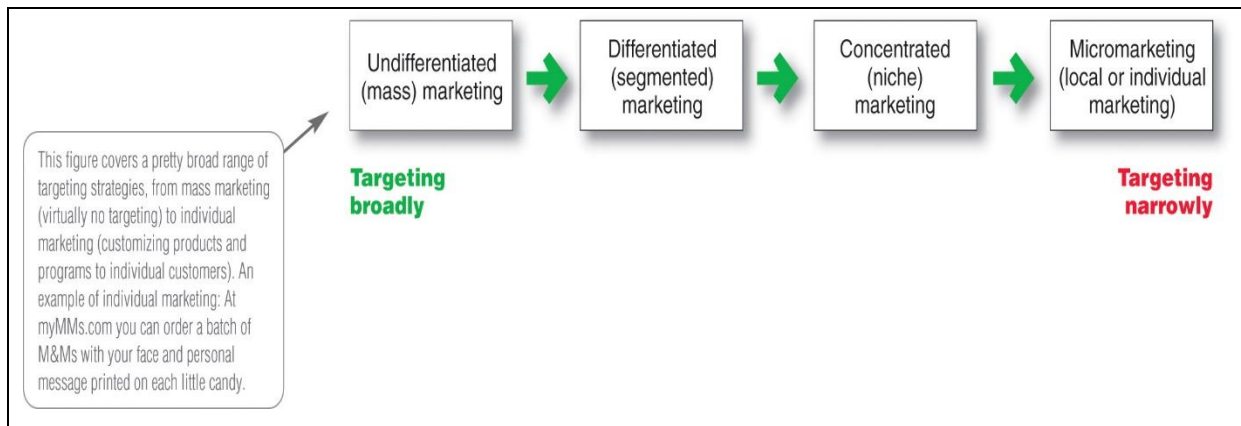 Undifferentiated
(mass) marketing
Differentiated
(segmented)
marketing
Concentrated
(niche)
marketing
Micromarketing
(local or individual
marketing)
Targeting
broadly
Targeting
narrowly
This figure covers a pretty broad range of
targeting strategies, from mass marketing
(virtually no targeting) to individual
marketing (customizing products and
programs to individual customers). An
example of individual marketing: At
myMMs.com you can order a batch of
M&Ms with your face and personal
message printed on each little candy.